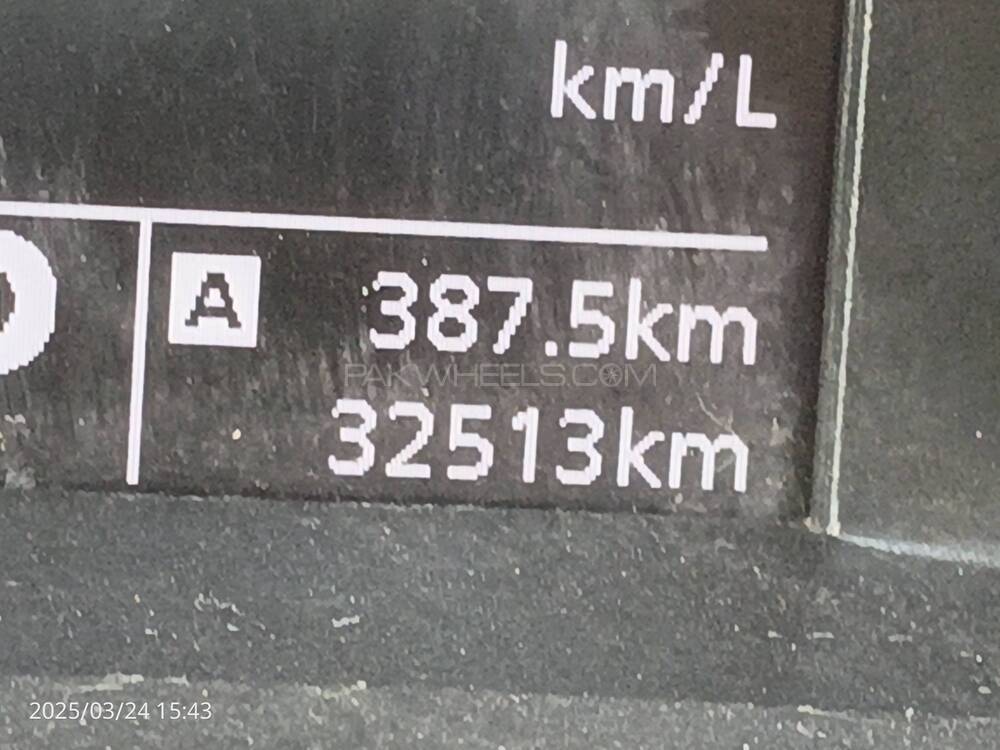 km/L
A 387.5km
PAKWHEELS.COM
32513km
2025/03/24 15:43